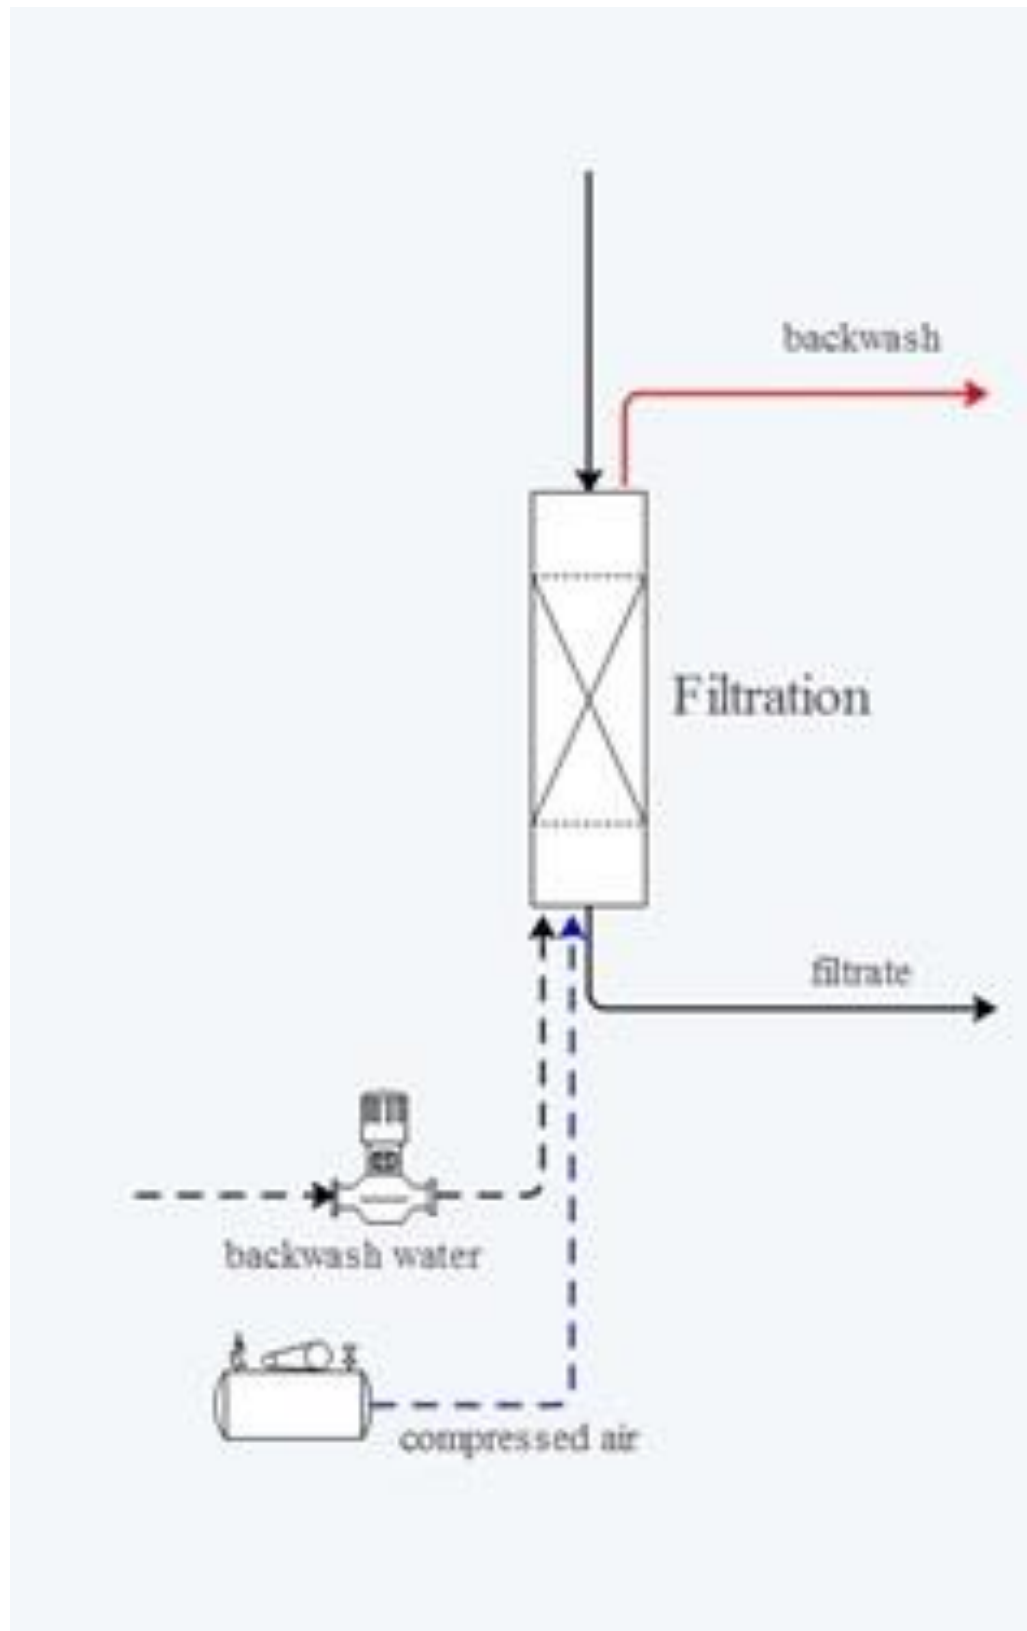 backwash
Filtration
filtrate
backwash water
compressed air